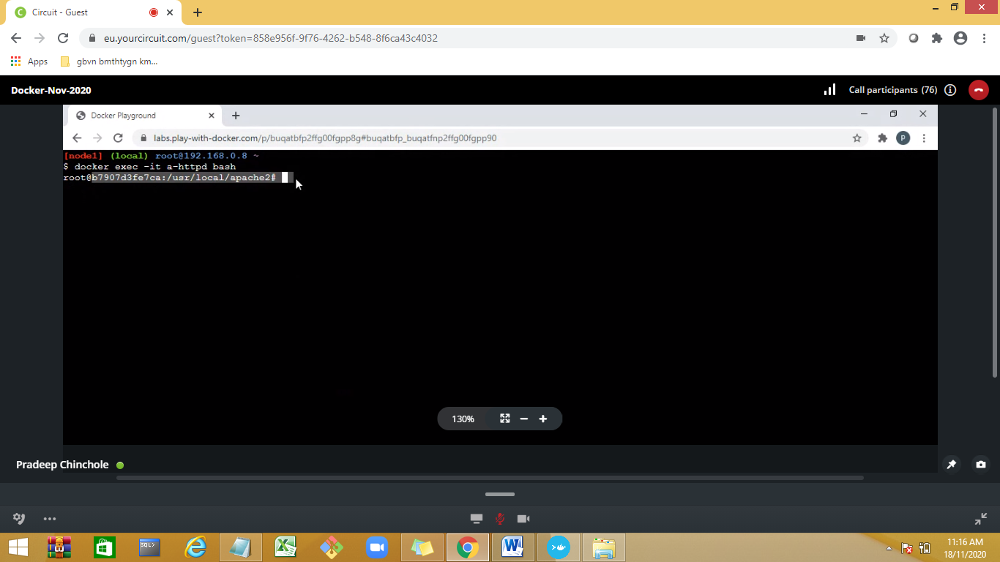 Circuit - Guest
eu.yourcircuit.com/guest?token=858e956f-9f76-4262-b548-8f6ca43c4032
Apps
gbvn bmthtygn km...
Docker-Nov-2020
Call participants (76)
Docker Playground
labs.play-with-docker.com/p/buqatbfp2ffg00fgpp8g#buqatbfp_buqatfnp2ffg00fgpp90
P
[node1] (local) root@192.168.0.8 ~
$ docker exec -it a-httpd bash
root@b7907d3fe7ca:/usr/local/apache2#
130%
Pradeep Chinchole
SQL>
11:16 AM
18/11/2020